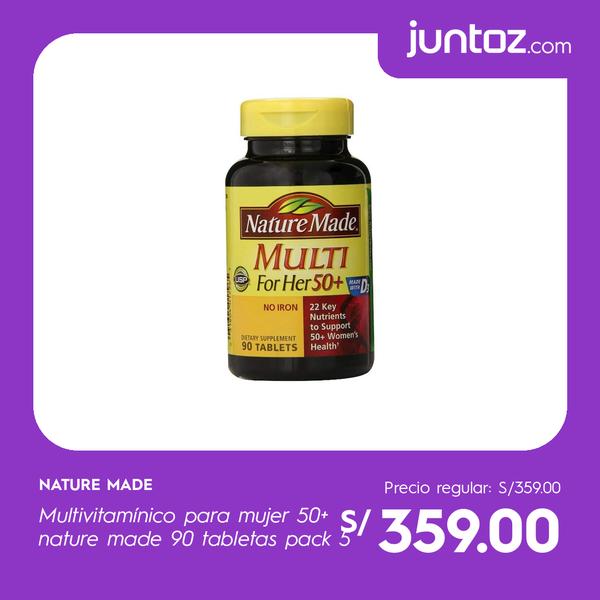 juntoz.com
Nature Made
MULTI
For Her 50+
USP
MADE
WITH D3
NO IRON
22 Key
Nutrients
to Support
50+ Women's
Health†
DIETARY SUPPLEMENT
90 TABLETS
NATURE MADE
Precio regular: S/359.00
Multivitamínico para mujer 50+
nature made 90 tabletas pack 5
S/ 359.00